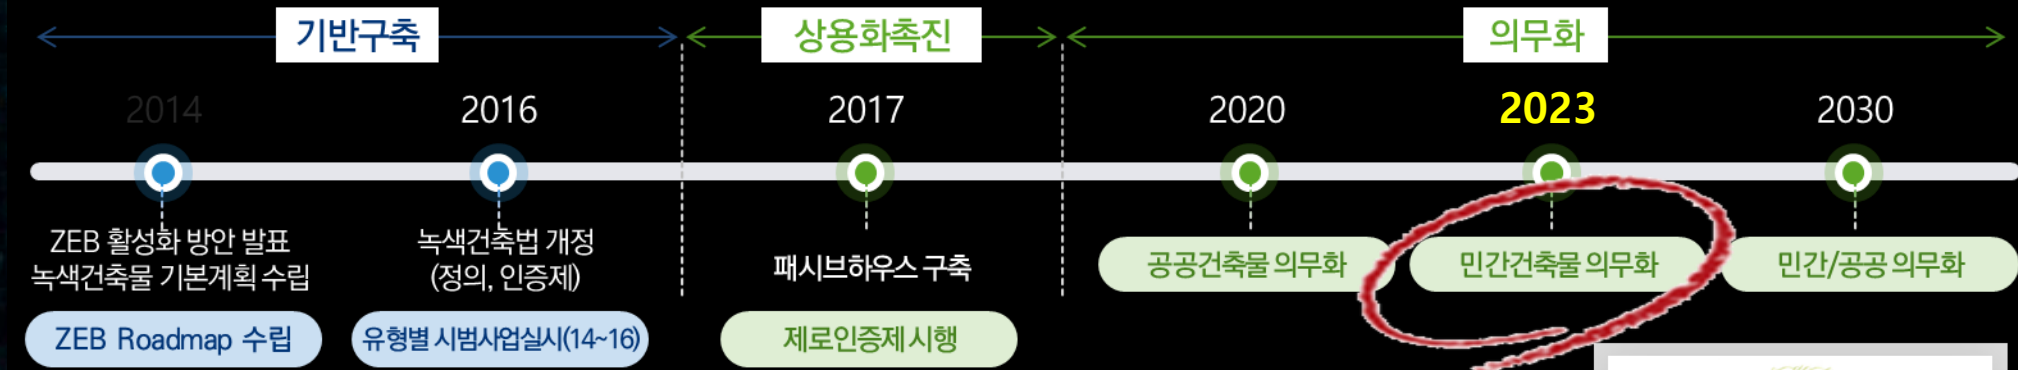 기반구축
상용화촉진
의무화
2014
2016
2017
2020
2023
2030
ZEB 활성화 방안 발표
녹색건축물 기본계획 수립
ZEB Roadmap 수립
녹색건축법 개정
(정의, 인증제)
유형별 시범사업실시(14~16)
패시브하우스 구축
제로인증제 시행
공공건축물 의무화
민간건축물 의무화
민간/공공 의무화